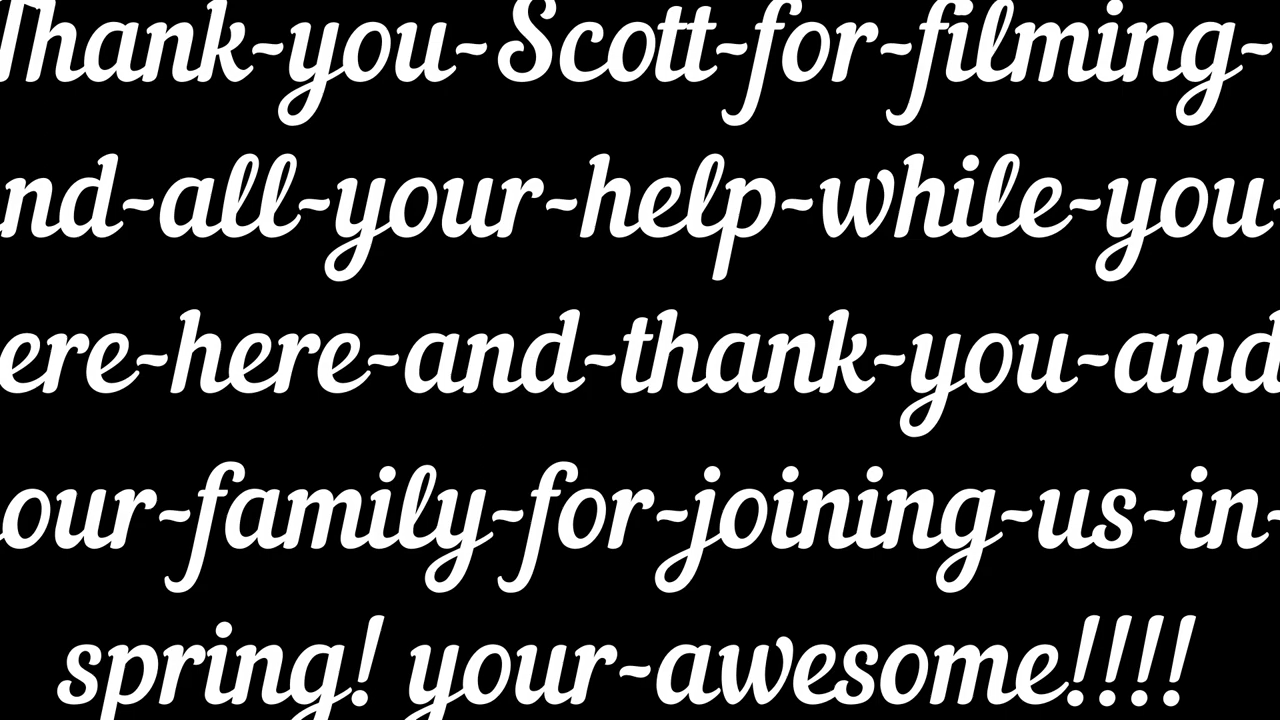 Thank~you~Scott~for~filming~
nd~all~your~help~while~you~
ere~here~and~thank~you~and
our~family~for~joining~us~in~
spring! your~awesome!!!!